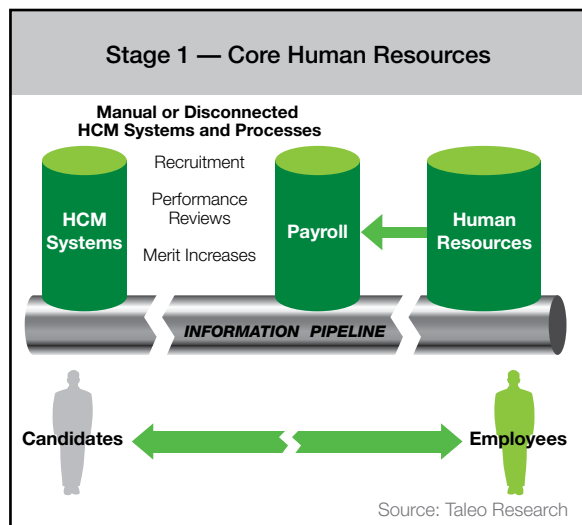 Stage 1 — Core Human Resources
Manual or Disconnected
HCM Systems and Processes
Recruitment
Performance
Reviews
Merit Increases
HCM
Systems
Payroll
Human
Resources
INFORMATION PIPELINE
Candidates
Employees
Source: Taleo Research